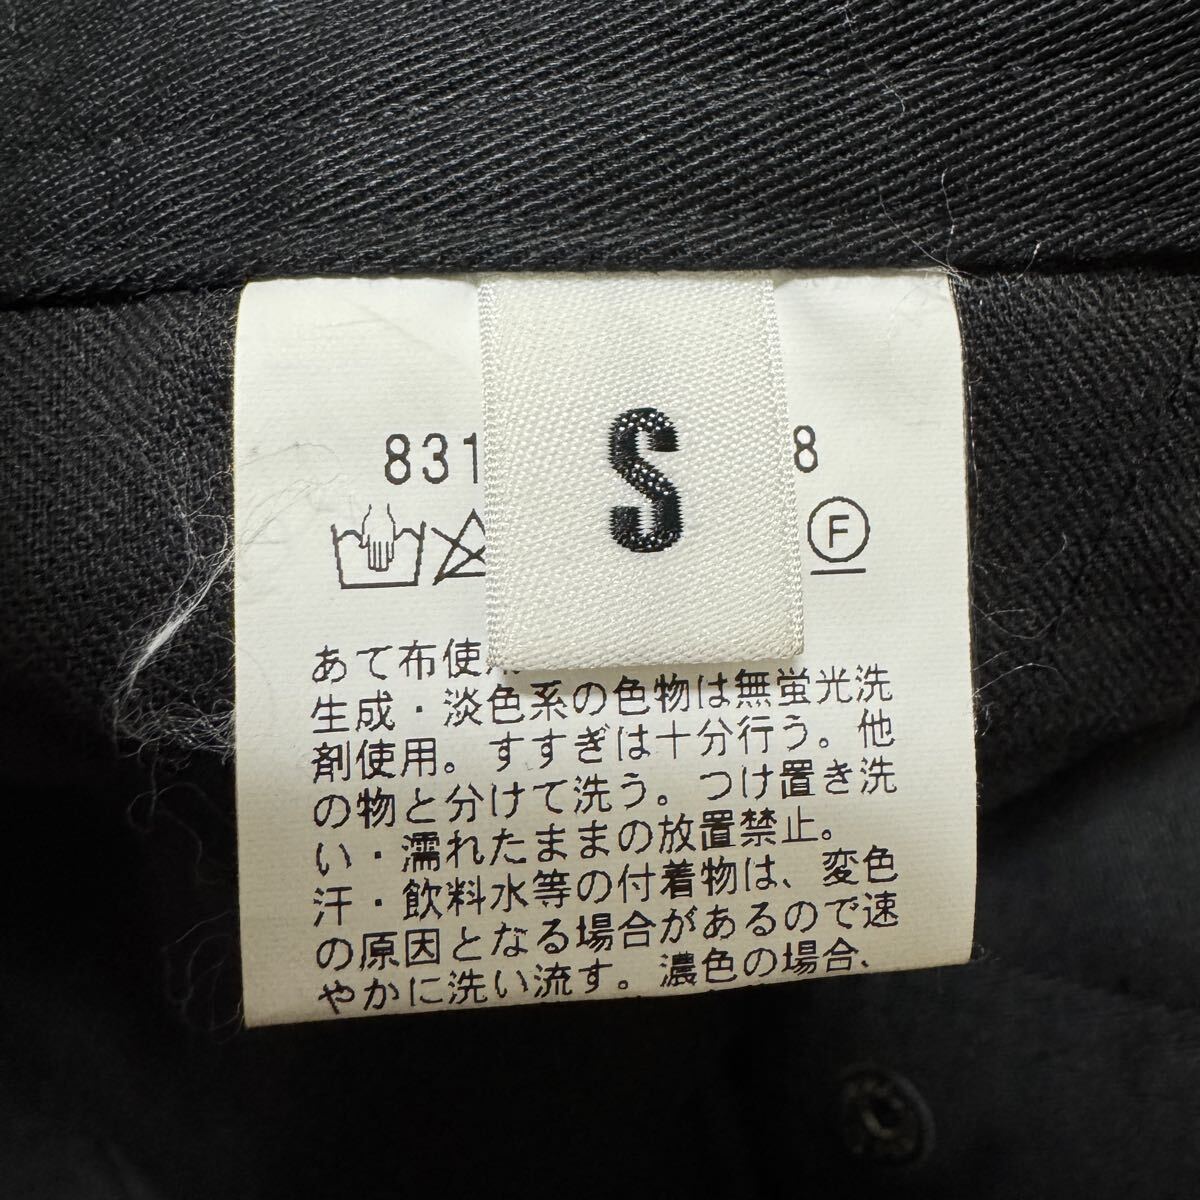 831 8
S
F
あて布使
生成・淡色系の色物は無蛍光洗
剤使用。すすぎは十分行う。他
の物と分けて洗う。つけ置き洗
い・濡れたままの放置禁止。
汗・飲料水等の付着物は、変色
の原因となる場合があるので速
やかに洗い流す。濃色の場合、